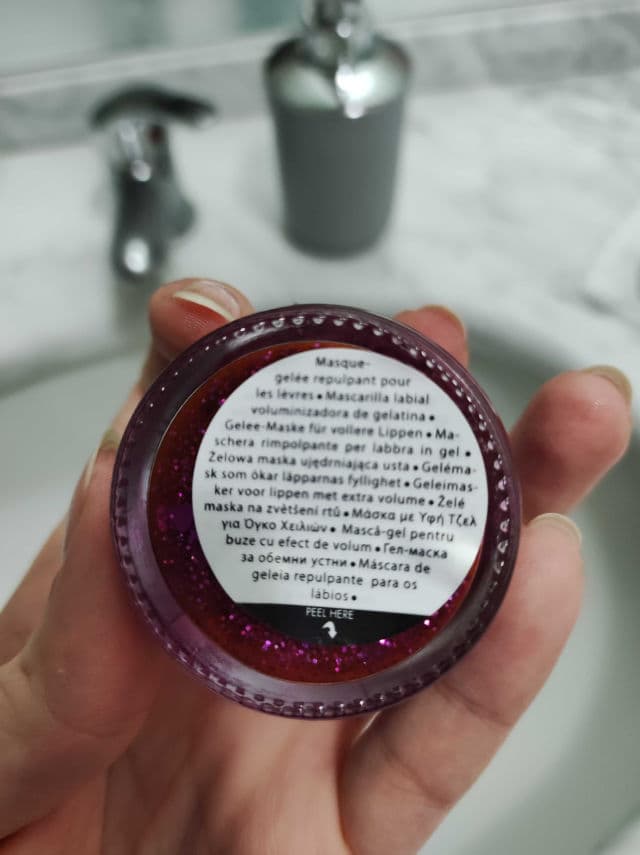 Masque-
gelée repulpant pour
les lèvres • Mascarilla labial
voluminizadora de gelatina •
Gelee-Maske für vollere Lippen • Ma-
schera rimpolpante per labbra in gel •
Żelowa maska ujędrniająca usta • Geléma-
sk som ökar läpparnas fyllighet • Geleimas-
ker voor lippen met extra volume • Želé
maska na zvětšení rtů • Μάσκα με Υφή Τζελ
για Όγκο Χειλιών • Mască-gel pentru
buze cu efect de volum • Гел-маска
за обемни устни • Máscara de
geleia repulpante para os
lábios •
PEEL HERE